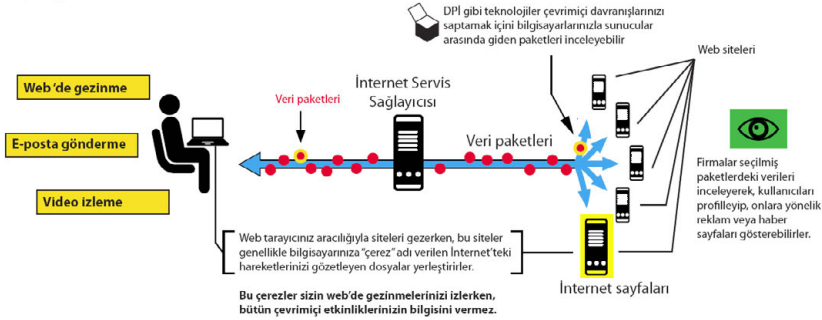 DPİ gibi teknolojiler çevrimiçi davranışlarınızı
saptamak içini bilgisayarlarınızla sunucular
arasında giden paketleri inceleyebilir
Web siteleri
Web'de gezinme
E-posta gönderme
Video izleme
Veri paketleri
İnternet Servis
Sağlayıcısı
Veri paketleri
Firmalar seçilmiş
paketlerdeki verileri
inceleyerek, kullanıcıları
profilleyip, onlara yönelik
reklam veya haber
sayfaları gösterebilirler.
Web tarayıcınız aracılığıyla siteleri gezerken, bu siteler
genellikle bilgisayarınıza "çerez" adı verilen İnternet'teki
hareketlerinizi gözetleyen dosyalar yerleştirirler.
İnternet sayfaları
Bu çerezler sizin web'de gezinmelerinizi izlerken,
bütün çevrimiçi etkinliklerinizin bilgisini vermez.